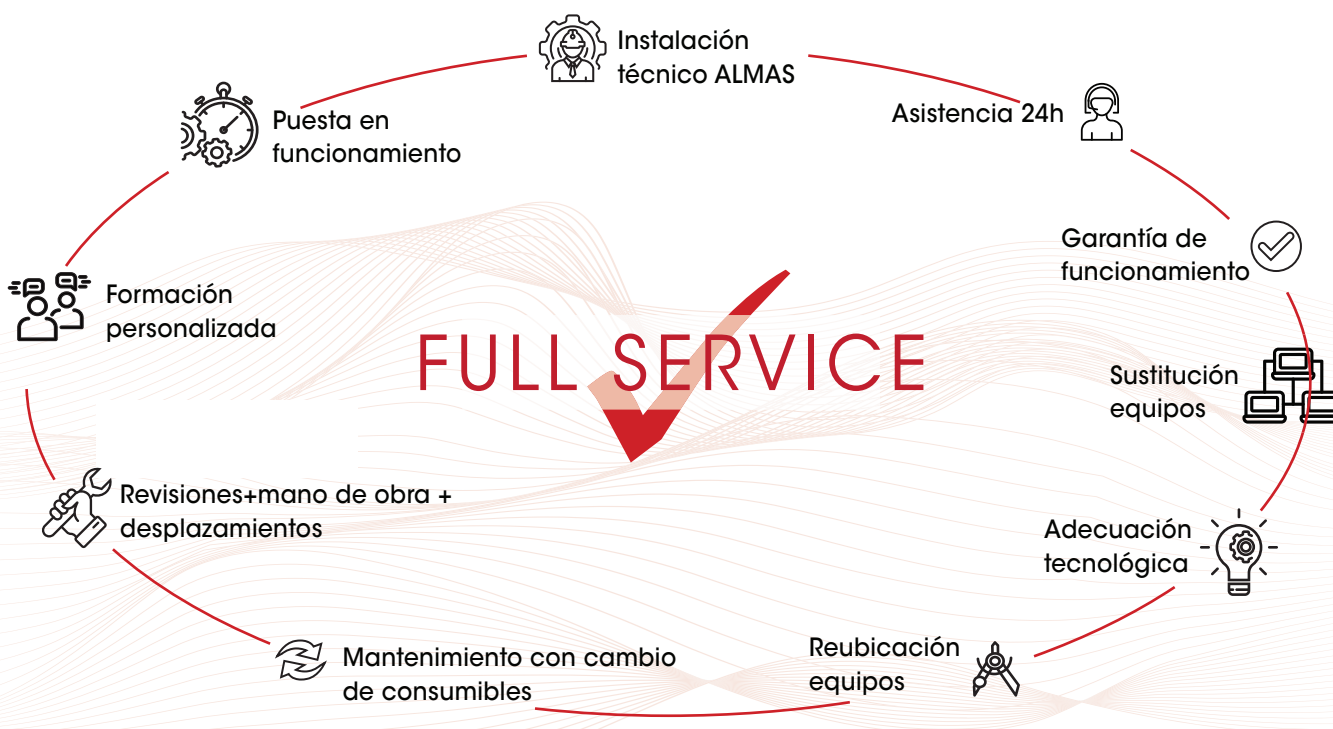 Instalación
técnico ALMAS
Asistencia 24h
Puesta en
funcionamiento
Garantía de
funcionamiento
Formación
personalizada
FULL SERVICE
Sustitución
equipos
Revisiones+mano de obra +
desplazamientos
Adecuación
tecnológica
Mantenimiento con cambio
de consumibles
Reubicación
equipos